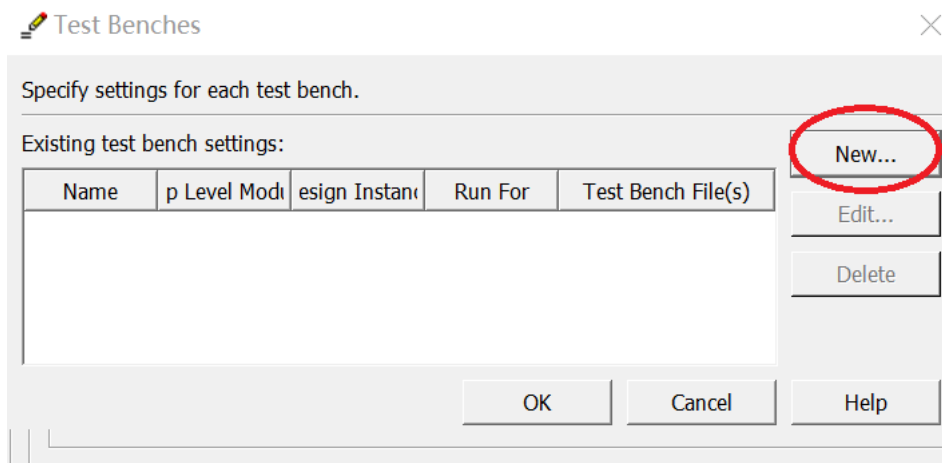 Test Benches
Specify settings for each test bench.
Existing test bench settings:
New...
Name p Level Modu esign Instanc Run For Test Bench File(s)
Edit...
Delete
OK Cancel Help